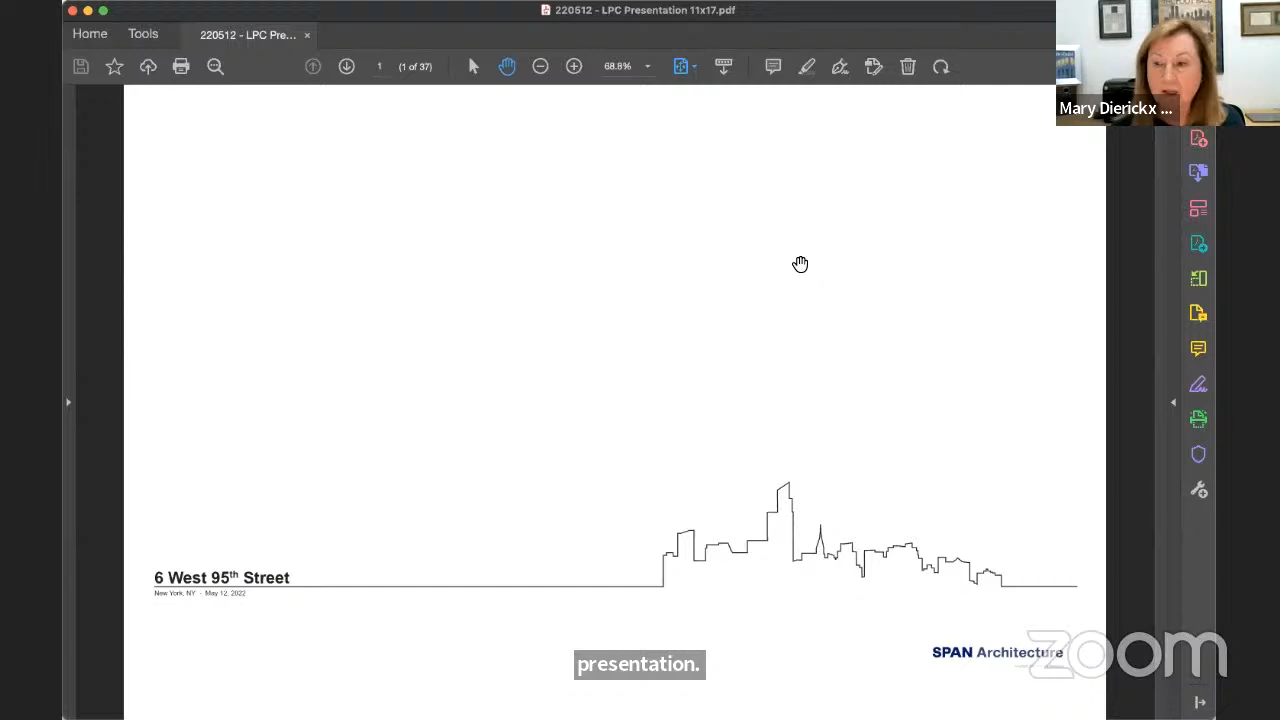 220512 - LPC Presentation 11x17.pdf
Home
Tools
220512 - LPC Pre...
×
1
(1 of 37)
68.8%
Mary Dierickx ...
6 West 95th Street
New York, NY - May 12, 2022
SPAN Architecture
zoom
presentation.